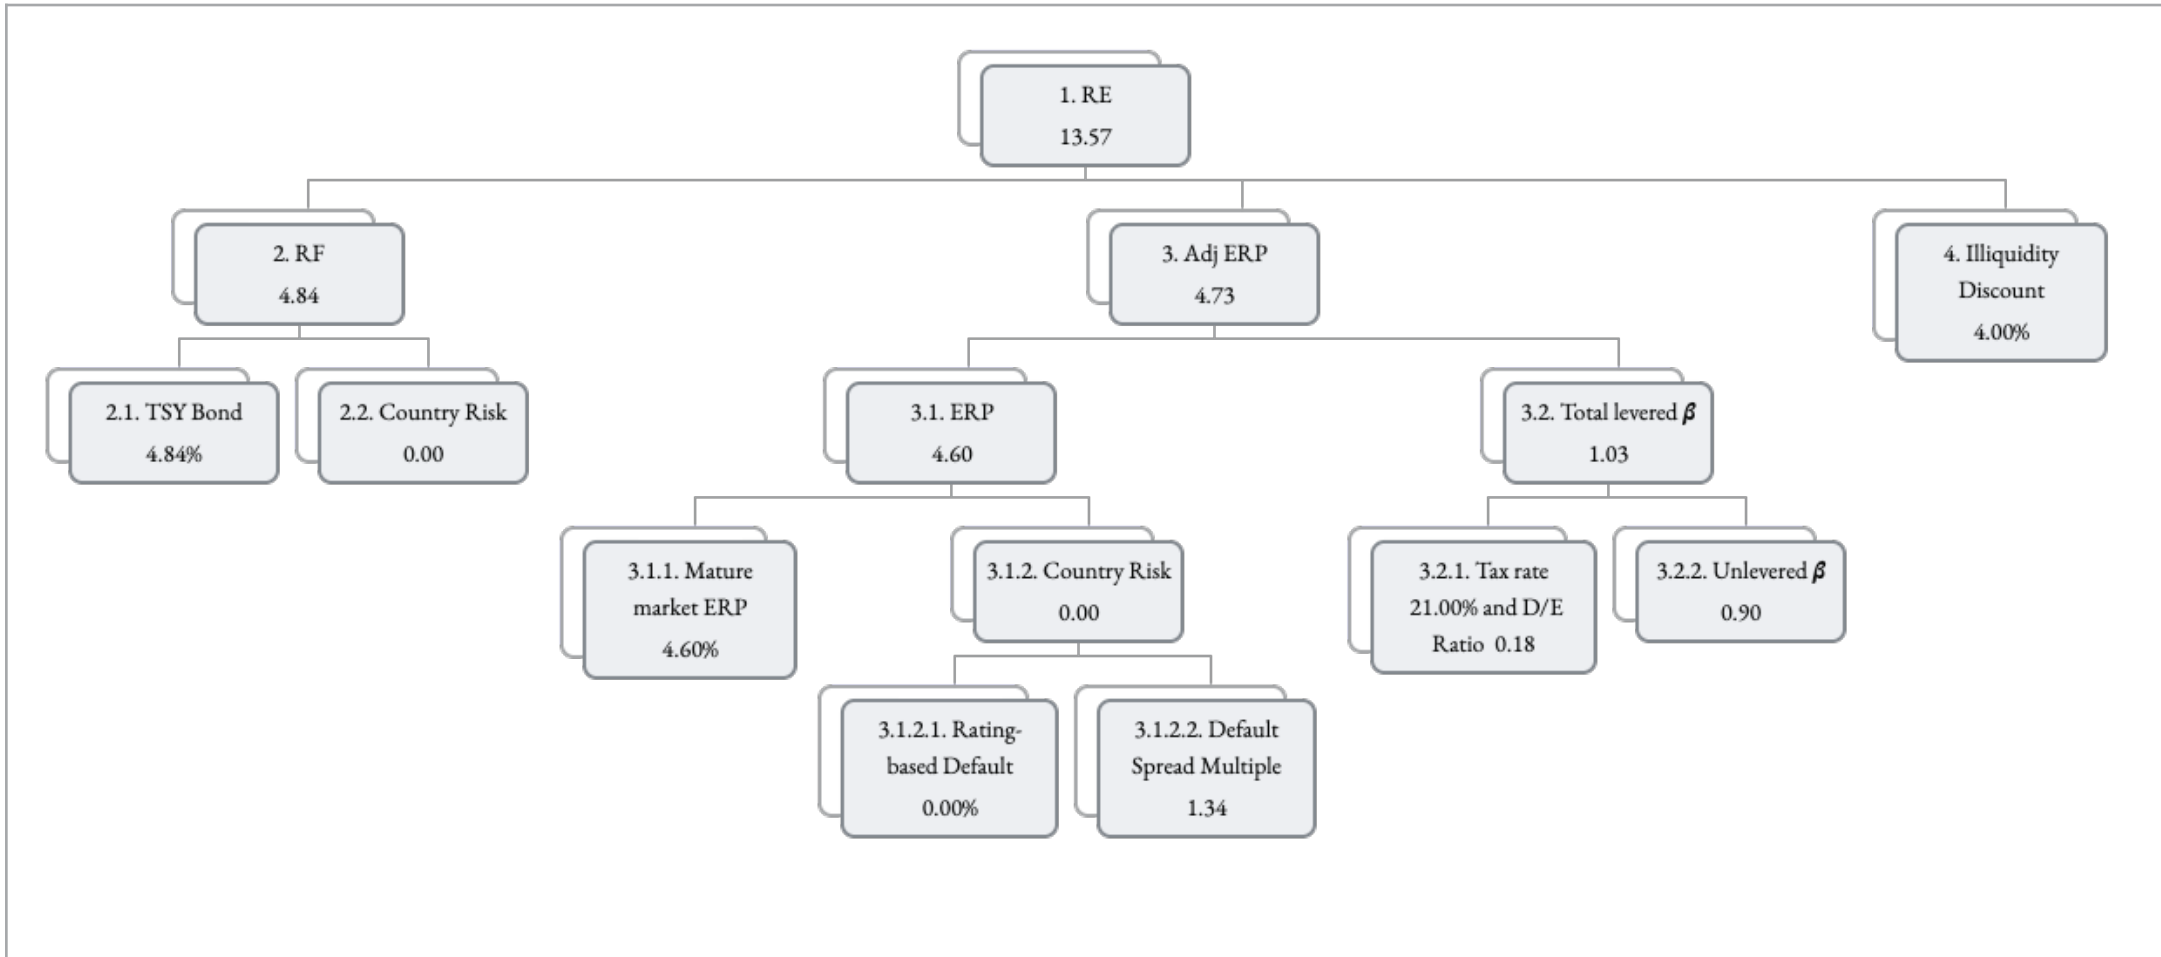 1. RE
13.57
2. RF
4.84
3. Adj ERP
4.73
4. Illiquidity
Discount
4.00%
2.1. TSY Bond
4.84%
2.2. Country Risk
0.00
3.1. ERP
4.60
3.2. Total levered β
1.03
3.1.1. Mature
market ERP
4.60%
3.1.2. Country Risk
0.00
3.2.1. Tax rate
21.00% and D/E
Ratio 0.18
3.2.2. Unlevered β
0.90
3.1.2.1. Rating-
based Default
0.00%
3.1.2.2. Default
Spread Multiple
1.34